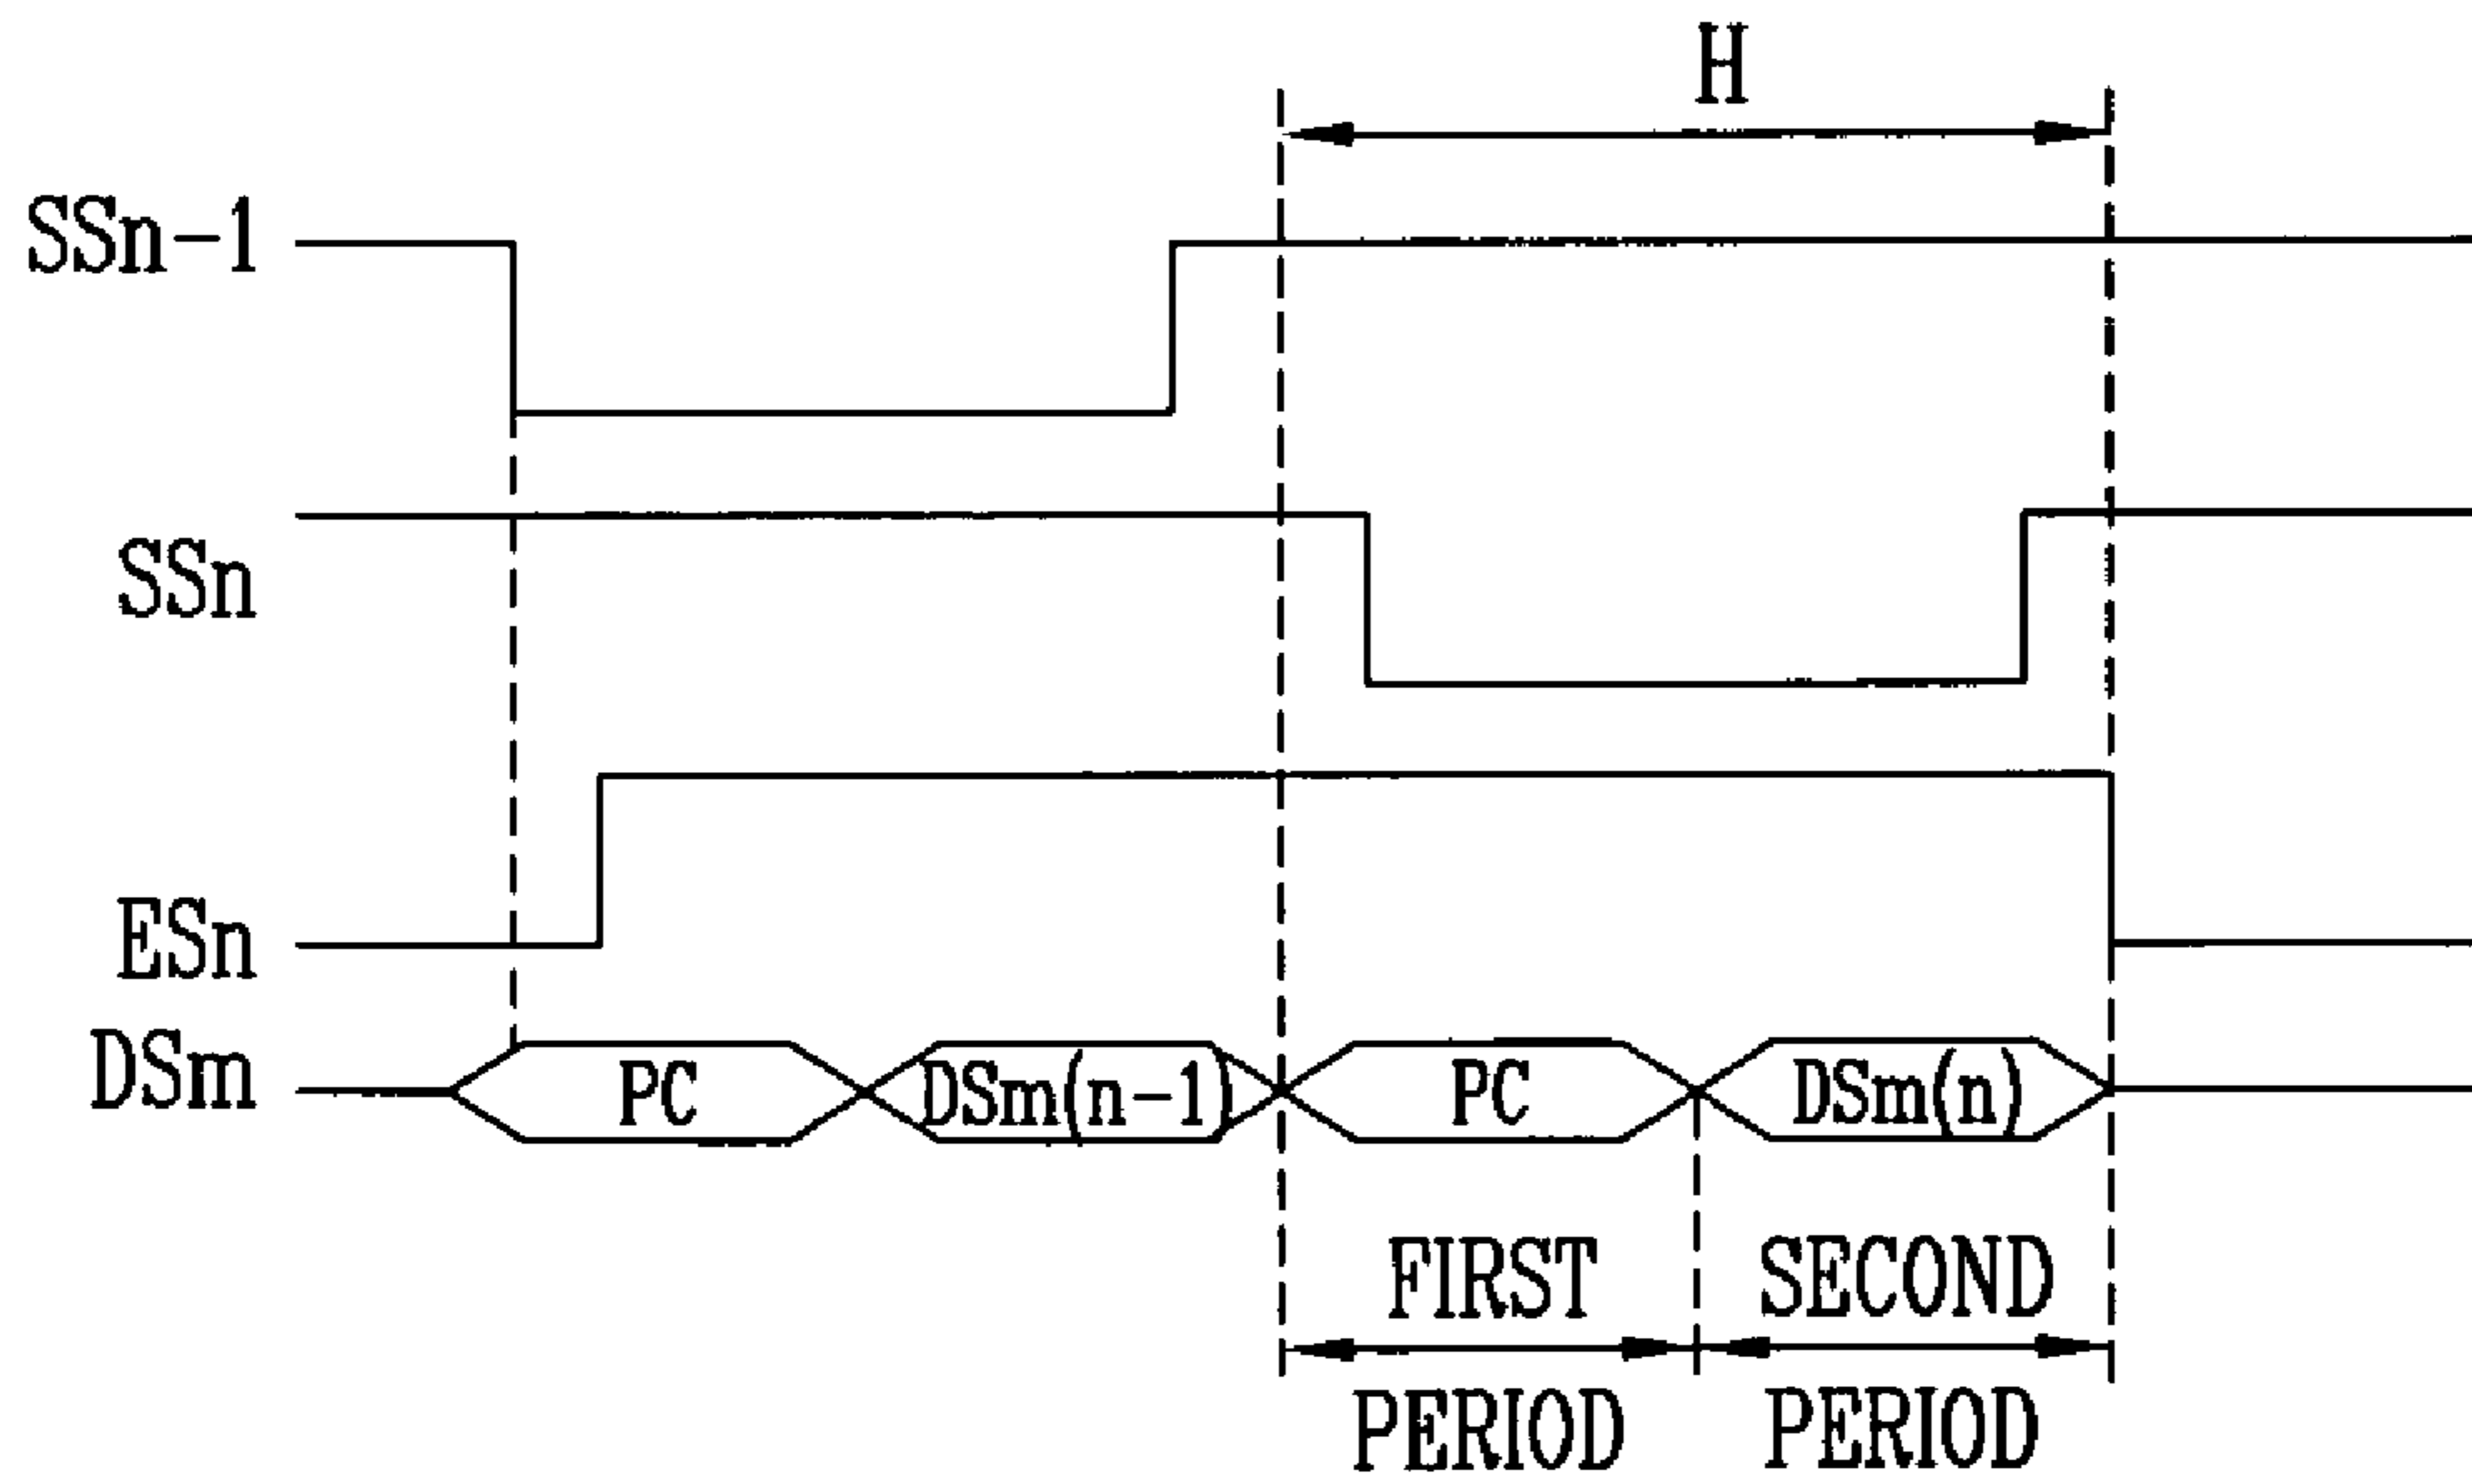 H
SSn-1
SSn
ESn
DSm
PC
DSm(n-1)
PC
DSm(n)
FIRST
PERIOD
SECOND
PERIOD